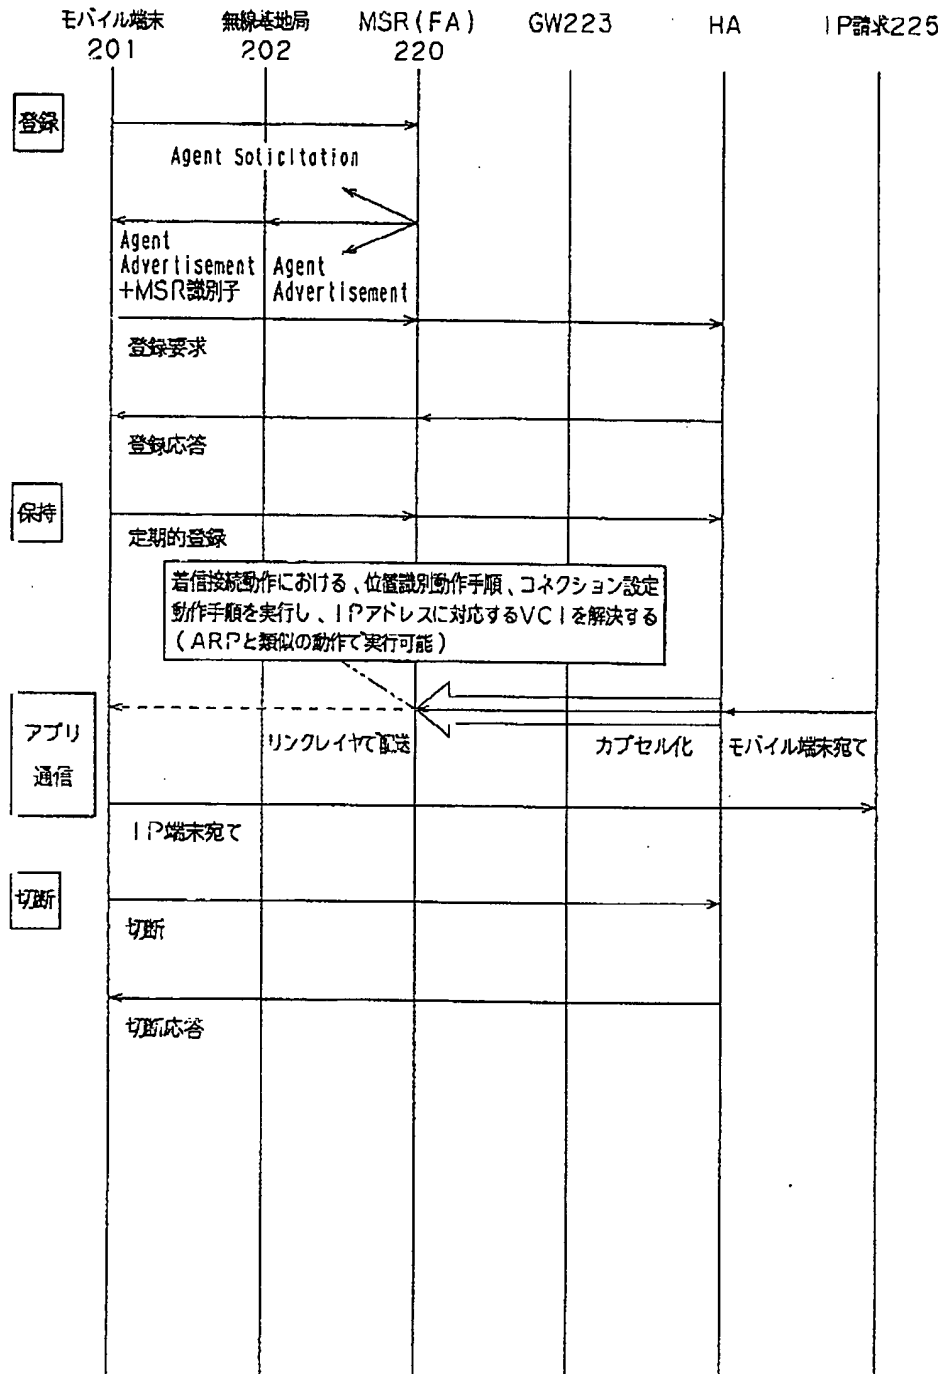 モバイル端末 無線基地局 MSR(FA) GW223 HA IP請求225
201 202 220
登録
Agent Solicitation
Agent
Advertisement
+MSR識別子
Agent
Advertisement
登録要求
登録応答
保持
定期的登録
着信接続動作における、位置識別動作手順、コネクション設定
動作手順を実行し、IPアドレスに対応するVCIを解決する
(ARPと類似の動作で実行可能)
アプリ
通信
リンクレイヤで配送 カプセル化 モバイル端末宛て
IP端末宛て
切断
切断
切断応答